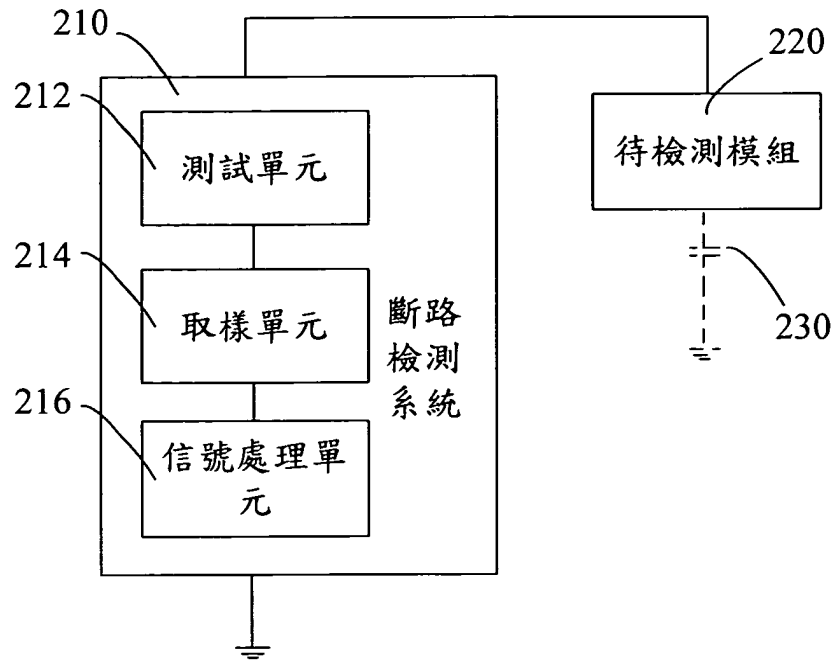 210
220
212
測試單元
待檢測模組
214
取樣單元
斷路
檢測
系統
230
216
信號處理單
元